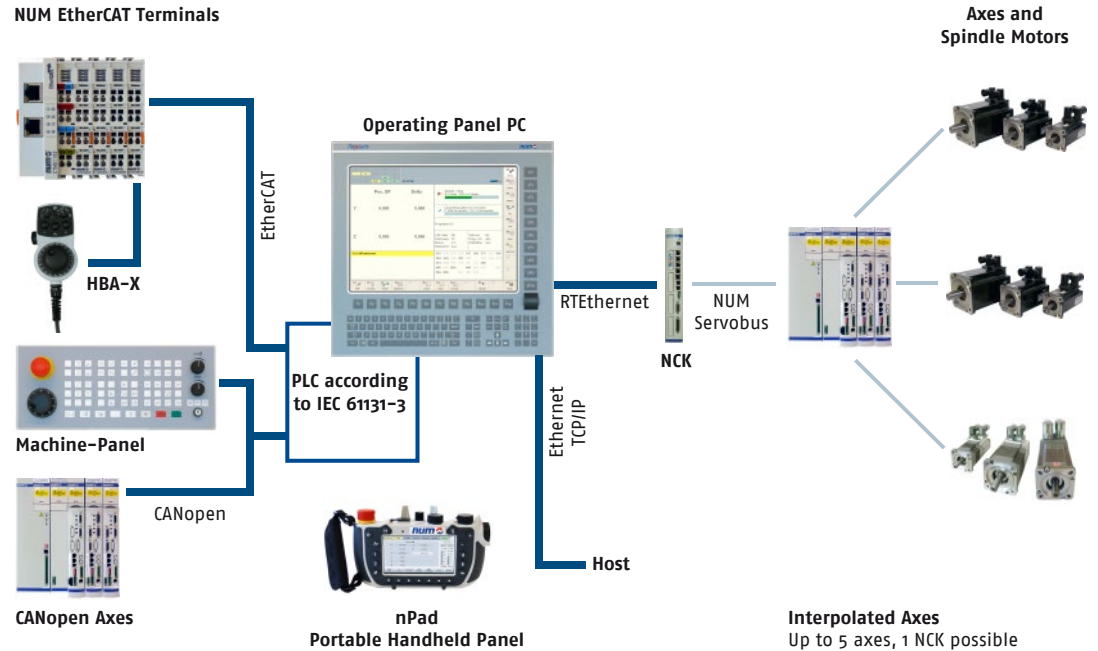 NUM EtherCAT Terminals
Axes and
Spindle Motors
Operating Panel PC
EtherCAT
HBA-X
RTEthernet
NUM
Servobus
NCK
PLC according
to IEC 61131-3
Ethernet
TCP/IP
Machine-Panel
CANopen
num
Host
CANopen Axes
nPad
Portable Handheld Panel
Interpolated Axes
Up to 5 axes, 1 NCK possible